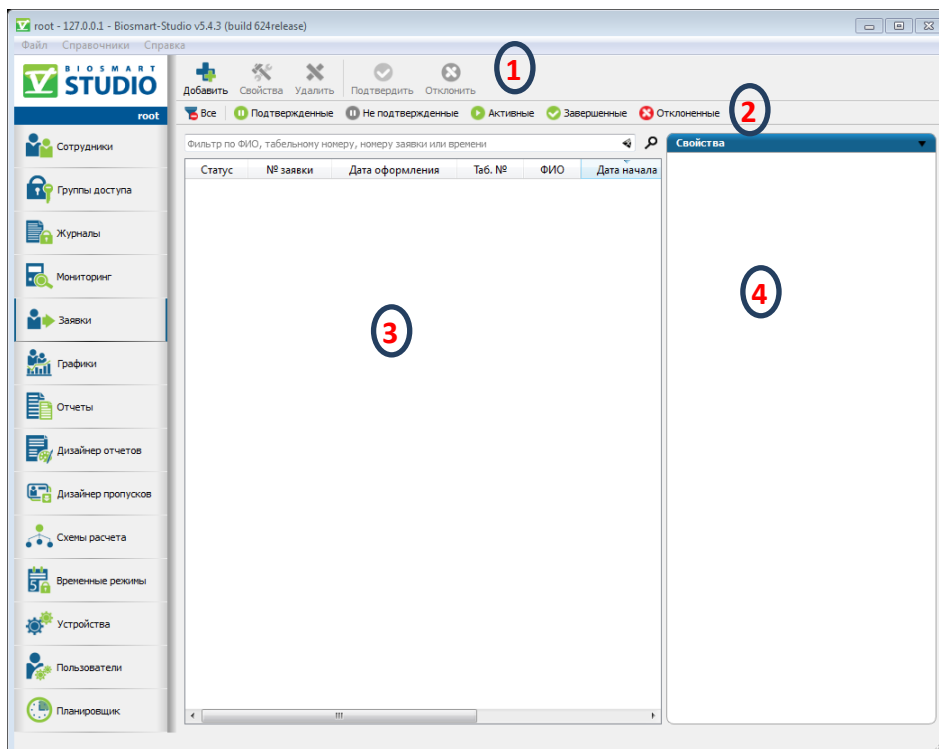 root - 127.0.0.1 - Biosmart-Studio v5.4.3 (build 624release)
Файл Справочники Справка
BIOSMART
STUDIO
root
Добавить Свойства Удалить Подтвердить Отклонить
1
Все Подтвержденные Не подтвержденные Активные Завершенные Отклоненные
2
Фильтр по ФИО, табельному номеру, номеру заявки или времени
Свойства
Статус № заявки Дата оформления Таб. № ФИО Дата начала
3
4
Сотрудники
Группы доступа
Журналы
Мониторинг
Заявки
Графики
Отчеты
Дизайнер отчетов
Дизайнер пропусков
Схемы расчета
Временные режимы
Устройства
Пользователи
Планировщик